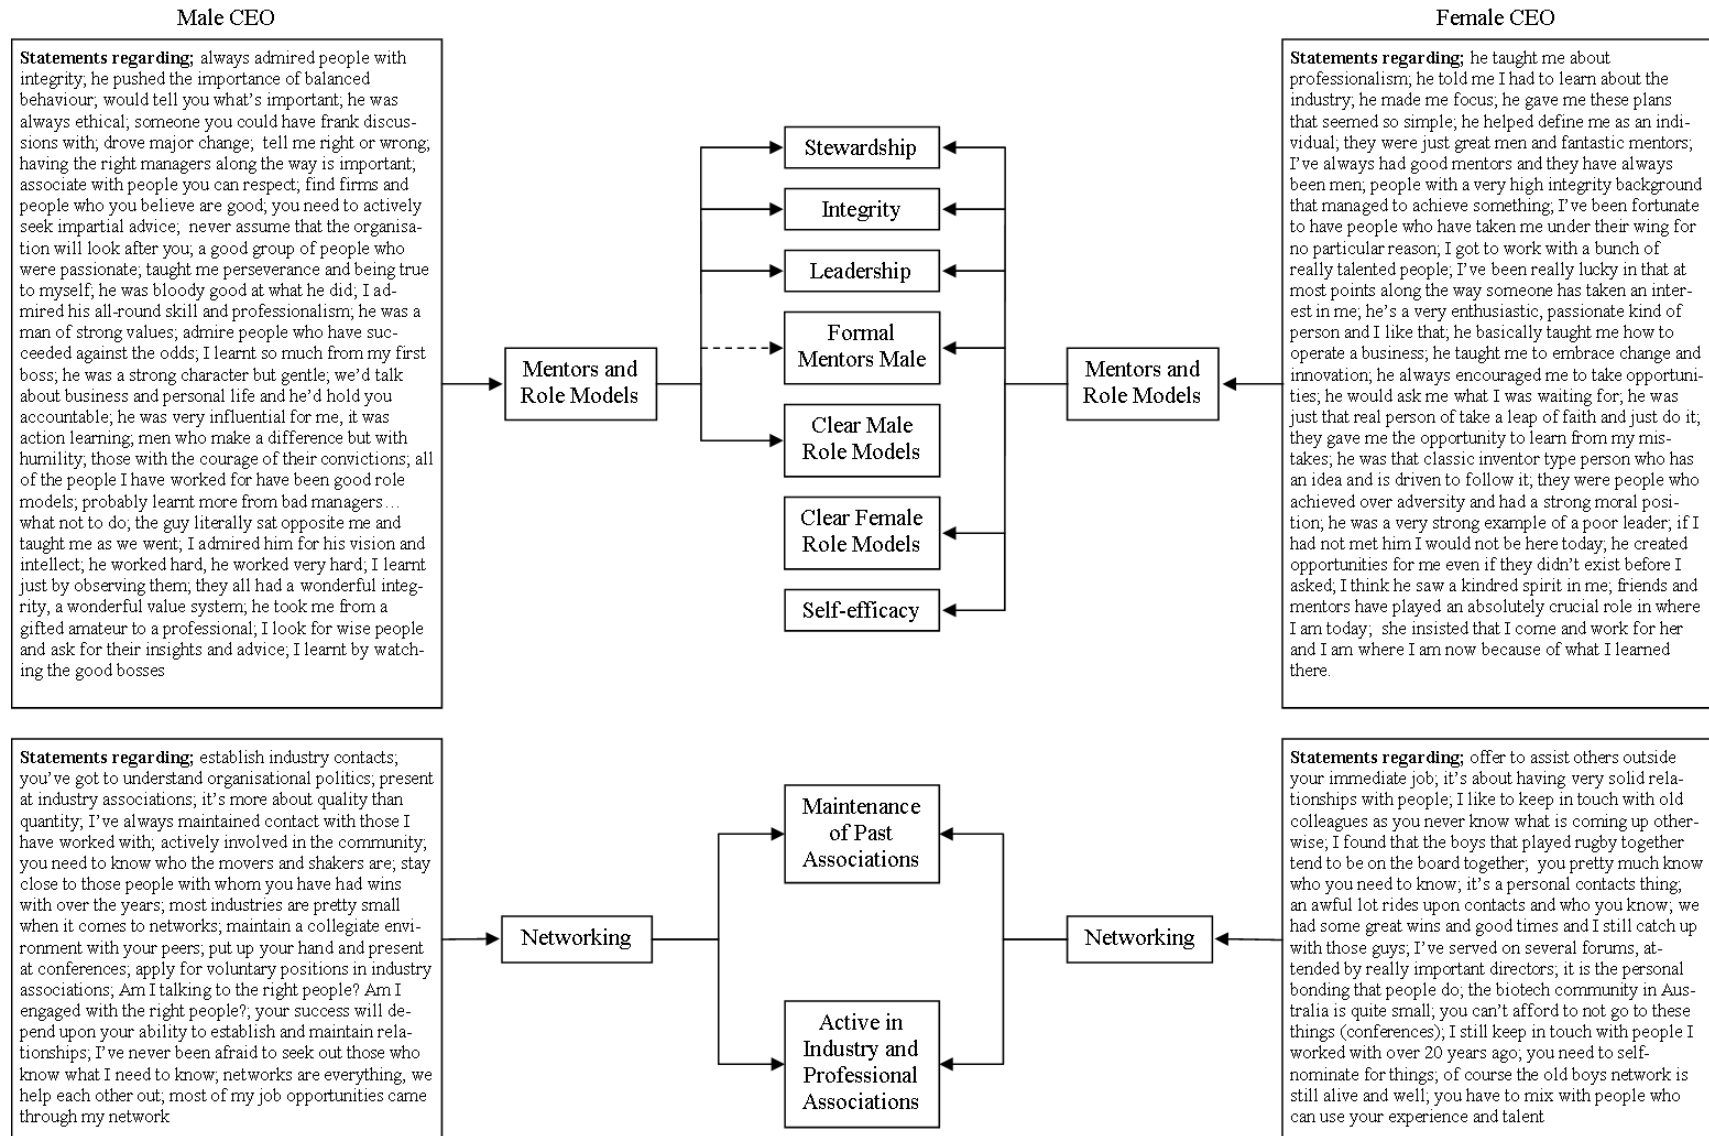 Male CEO
Female CEO
Statements regarding; always admired people with
integrity; he pushed the importance of balanced
behaviour; would tell you what's important; he was
always ethical; someone you could have frank discus-
sions with; drove major change;  tell me right or wrong;
having the right managers along the way is important;
associate with people you can respect; find firms and
people who you believe are good; you need to actively
seek impartial advice;  never assume that the organisa-
tion will look after you; a good group of people who
were passionate; taught me perseverance and being true
to myself; he was bloody good at what he did; I ad-
mired his all-round skill and professionalism; he was a
man of strong values; admire people who have suc-
ceeded against the odds; I learnt so much from my first
boss; he was a strong character but gentle; we'd talk
about business and personal life and he'd hold you
accountable; he was very influential for me, it was
action learning; men who make a difference but with
humility; those with the courage of their convictions; all
of the people I have worked for have been good role
models; probably learnt more from bad managers…
what not to do; the guy literally sat opposite me and
taught me as we went; I admired him for his vision and
intellect; he worked hard, he worked very hard; I learnt
just by observing them; they all had a wonderful integ-
rity, a wonderful value system; he took me from a
gifted amateur to a professional; I look for wise people
and ask for their insights and advice; I learnt by watch-
ing the good bosses
Mentors and
Role Models
Stewardship
Integrity
Leadership
Formal
Mentors Male
Clear Male
Role Models
Clear Female
Role Models
Self-efficacy
Mentors and
Role Models
Statements regarding; he taught me about
professionalism; he told me I had to learn about the
industry; he made me focus; he gave me these plans
that seemed so simple; he helped define me as an indi-
vidual; they were just great men and fantastic mentors;
I've always had good mentors and they have always
been men; people with a very high integrity background
that managed to achieve something; I've been fortunate
to have people who have taken me under their wing for
no particular reason; I got to work with a bunch of
really talented people; I've been really lucky in that at
most points along the way someone has taken an inter-
est in me; he's a very enthusiastic, passionate kind of
person and I like that; he basically taught me how to
operate a business; he taught me to embrace change and
innovation; he always encouraged me to take opportuni-
ties; he would ask me what I was waiting for; he was
just that real person of take a leap of faith and just do it;
they gave me the opportunity to learn from my mis-
takes; he was that classic inventor type person who has
an idea and is driven to follow it; they were people who
achieved over adversity and had a strong moral posi-
tion; he was a very strong example of a poor leader; if I
had not met him I would not be here today; he created
opportunities for me even if they didn't exist before I
asked; I think he saw a kindred spirit in me; friends and
mentors have played an absolutely crucial role in where
I am today;  she insisted that I come and work for her
and I am where I am now because of what I learned
there.
Statements regarding; establish industry contacts;
you've got to understand organisational politics; present
at industry associations; it's more about quality than
quantity; I've always maintained contact with those I
have worked with; actively involved in the community;
you need to know who the movers and shakers are; stay
close to those people with whom you have had wins
with over the years; most industries are pretty small
when it comes to networks; maintain a collegiate envi-
ronment with your peers; put up your hand and present
at conferences; apply for voluntary positions in industry
associations; Am I talking to the right people? Am I
engaged with the right people?; your success will de-
pend upon your ability to establish and maintain rela-
tionships; I've never been afraid to seek out those who
know what I need to know; networks are everything, we
help each other out; most of my job opportunities came
through my network
Networking
Maintenance
of Past
Associations
Active in
Industry and
Professional
Associations
Networking
Statements regarding; offer to assist others outside
your immediate job; it's about having very solid rela-
tionships with people; I like to keep in touch with old
colleagues as you never know what is coming up other-
wise; I found that the boys that played rugby together
tend to be on the board together;  you pretty much know
who you need to know; it's a personal contacts thing;
an awful lot rides upon contacts and who you know; we
had some great wins and good times and I still catch up
with those guys; I've served on several forums, at-
tended by really important directors; it is the personal
bonding that people do; the biotech community in Aus-
tralia is quite small; you can't afford to not go to these
things (conferences); I still keep in touch with people I
worked with over 20 years ago; you need to self-
nominate for things; of course the old boys network is
still alive and well; you have to mix with people who
can use your experience and talent